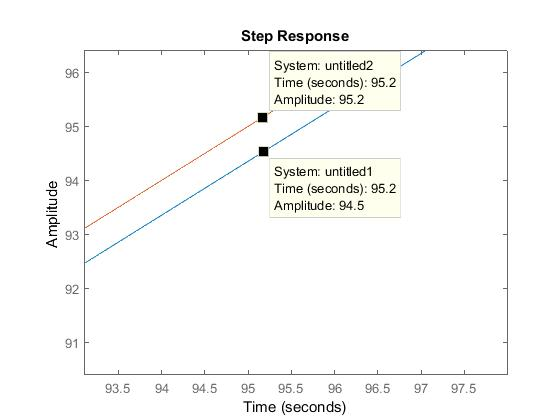 Step Response
System: untitled2
Time (seconds): 95.2
Amplitude: 95.2
System: untitled1
Time (seconds): 95.2
Amplitude: 94.5
Amplitude
96
95
94
93
92
91
93.5 94 94.5 95 95.5 96 96.5 97 97.5
Time (seconds)